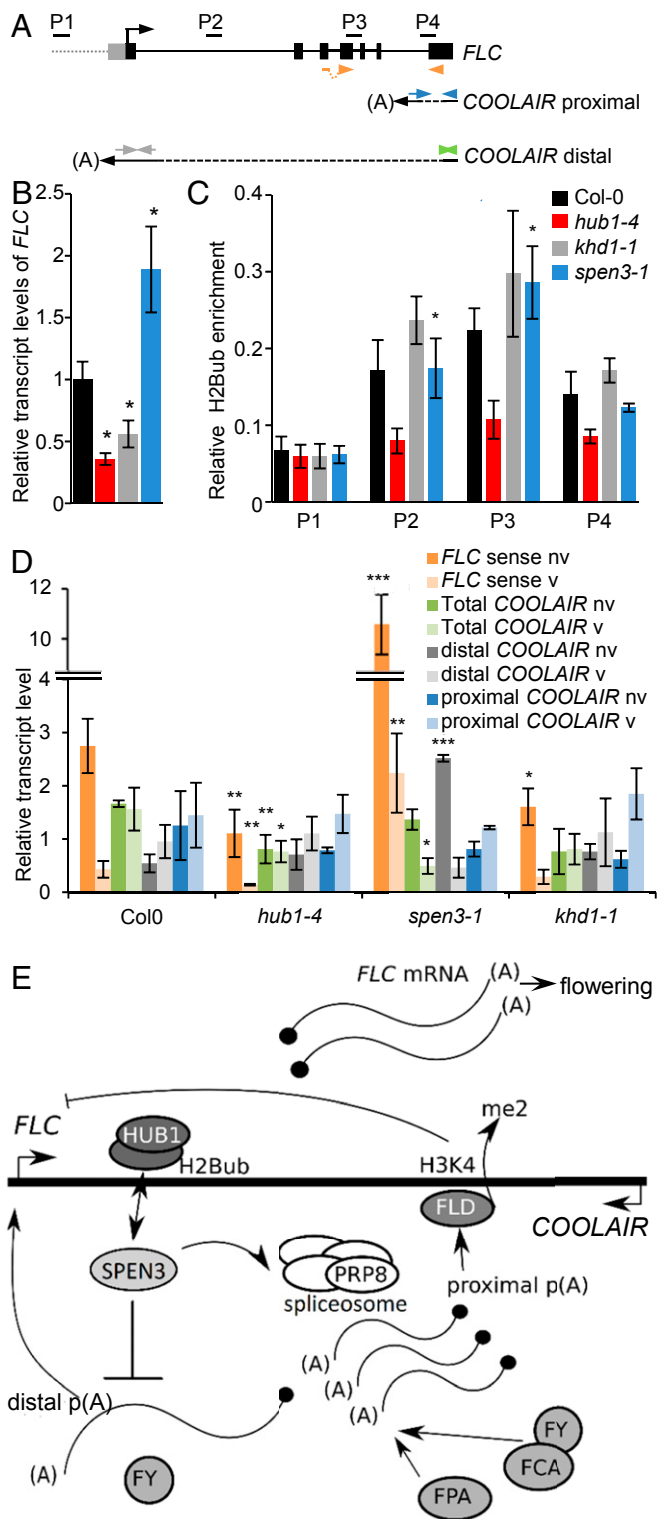 A
P1 P2 P3 P4
FLC
(A) COOLAIR proximal
(A) COOLAIR distal
B
Relative transcript levels of FLC
2.5
2
1.5
1
0.5
0
*
*
*
C
Relative H2Bub enrichment
0.4
0.3
0.2
0.1
0
Col-0
hub1-4
khd1-1
spen3-1
*
*
P1 P2 P3 P4
D
Relative transcript level
12
10
4
3
2
1
0
FLC sense nv
FLC sense v
Total COOLAIR nv
Total COOLAIR v
distal COOLAIR nv
distal COOLAIR v
proximal COOLAIR nv
proximal COOLAIR v
**
**
**
*
***
**
*
***
*
Col0 hub1-4 spen3-1 khd1-1
E
FLC mRNA (A) flowering
(A)
me2
FLC HUB1
H2Bub H3K4
FLD
COOLAIR
SPEN3
PRP8
spliceosome
proximal p(A)
distal p(A)
(A)
(A)
(A)
(A) FY
FY
FCA
FPA